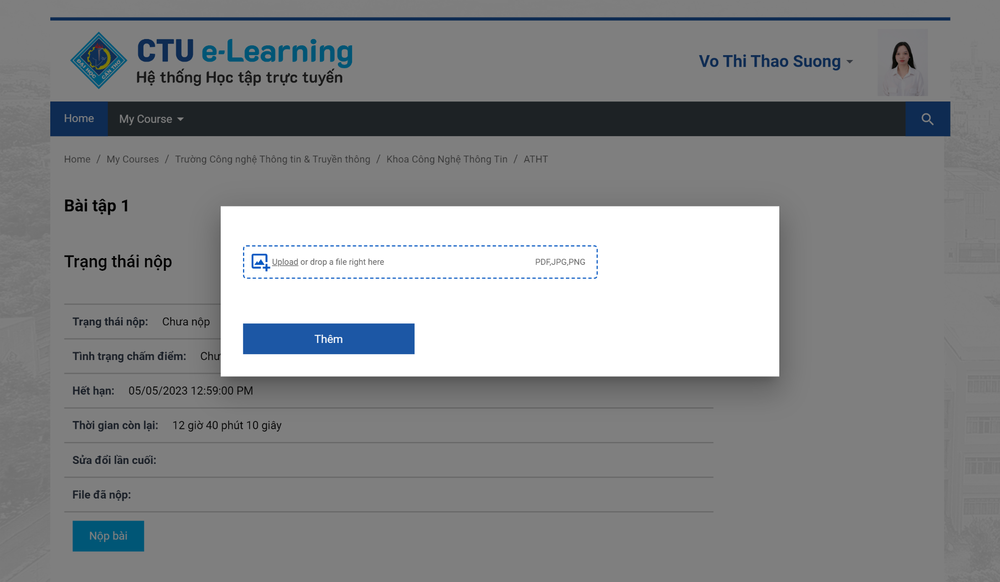 ĐẠI HỌC CẦN THƠ
CTU e-Learning
Hệ thống Học tập trực tuyến
Vo Thi Thao Suong
Home
My Course
Home / My Courses / Trường Công nghệ Thông tin & Truyền thông / Khoa Công Nghệ Thông Tin / ATHT
Bài tập 1
Upload or drop a file right here PDF,JPG,PNG
Thêm
Trạng thái nộp
Trạng thái nộp: Chưa nộp
Tình trạng chấm điểm: Chư
Hết hạn: 05/05/2023 12:59:00 PM
Thời gian còn lại: 12 giờ 40 phút 10 giây
Sửa đổi lần cuối:
File đã nộp:
Nộp bài